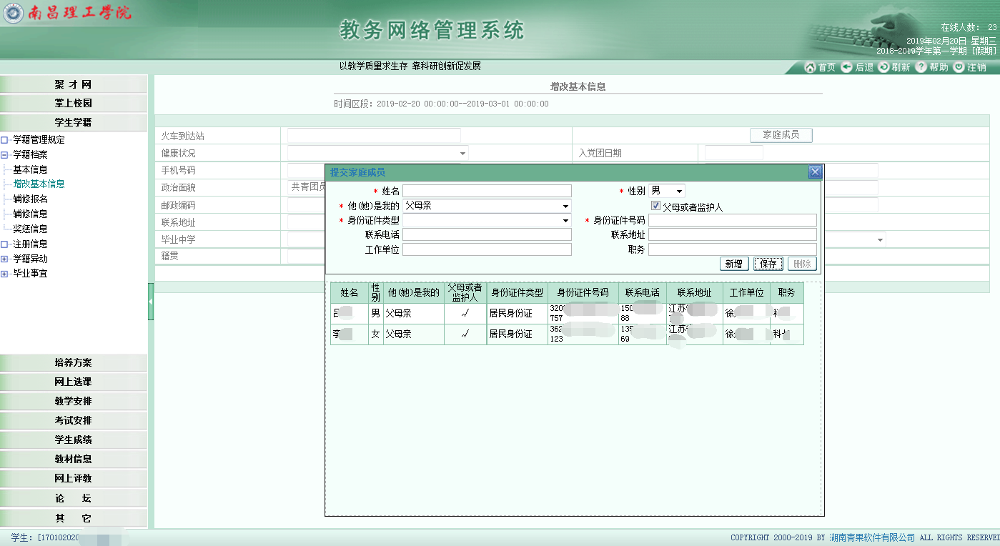 南昌理工学院
教务网络管理系统
在线人数： 23
2019年02月20日 星期三
2018-2019学年第一学期 [假期]
以教学质量求生存 靠科研创新促发展
首页 后退 刷新 帮助 注销
聚 才 网
掌上校园
学生学籍
学籍管理规定
学籍档案
基本信息
增改基本信息
辅修报名
辅修信息
奖惩信息
注册信息
学籍异动
毕业事宜
培养方案
网上选课
教学安排
考试安排
学生成绩
教材信息
网上评教
论 坛
其 它
增改基本信息
时间区段：2019-02-20 00:00:00--2019-03-01 00:00:00
火车到达站 家庭成员
健康状况 入党团日期
手机号码
政治面貌 共青团员
邮政编码
联系地址
毕业中学
籍贯
提交家庭成员
* 姓名 * 性别 男
* 他(她)是我的 父母亲 父母或者监护人
* 身份证件类型 * 身份证件号码
联系电话 联系地址
工作单位 职务
新增 保存 删除
姓名 性别 他(她)是我的 父母或者监护人 身份证件类型 身份证件号码 联系电话 联系地址 工作单位 职务
男 父母亲 √ 居民身份证 320 150 江苏 徐
757 88
李 女 父母亲 √ 居民身份证 362 135 江苏 徐 科
123 69
学生：[170102020
COPYRIGHT 2000-2019 BY 湖南青果软件有限公司 ALL RIGHTS RESERVED